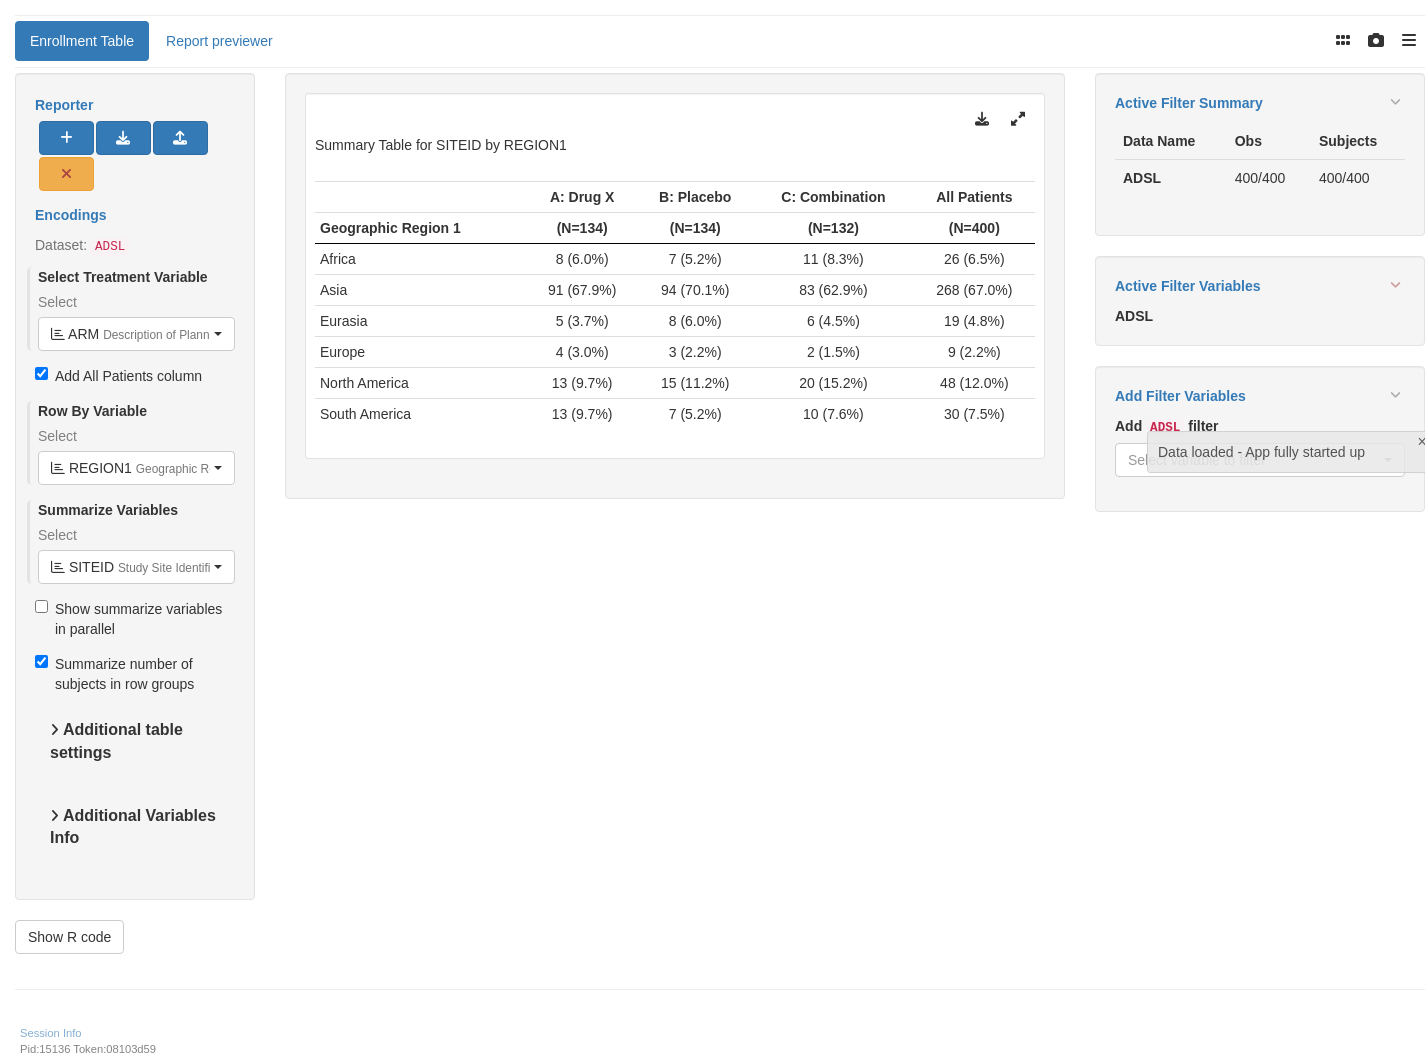 Enrollment Table Report previewer
Reporter
Encodings
Dataset: ADSL
Select Treatment Variable
Select
ARM Description of Plann
Add All Patients column
Row By Variable
Select
REGION1 Geographic R
Summarize Variables
Select
SITEID Study Site Identifi
Show summarize variables
in parallel
Summarize number of
subjects in row groups
Additional table
settings
Additional Variables
Info
Show R code
Summary Table for SITEID by REGION1
A: Drug X B: Placebo C: Combination All Patients
Geographic Region 1 (N=134) (N=134) (N=132) (N=400)
Africa 8 (6.0%) 7 (5.2%) 11 (8.3%) 26 (6.5%)
Asia 91 (67.9%) 94 (70.1%) 83 (62.9%) 268 (67.0%)
Eurasia 5 (3.7%) 8 (6.0%) 6 (4.5%) 19 (4.8%)
Europe 4 (3.0%) 3 (2.2%) 2 (1.5%) 9 (2.2%)
North America 13 (9.7%) 15 (11.2%) 20 (15.2%) 48 (12.0%)
South America 13 (9.7%) 7 (5.2%) 10 (7.6%) 30 (7.5%)
Active Filter Summary
Data Name Obs Subjects
ADSL 400/400 400/400
Active Filter Variables
ADSL
Add Filter Variables
Add ADSL filter
Select variable to filter
Data loaded - App fully started up
×
Session Info
Pid:15136 Token:08103d59